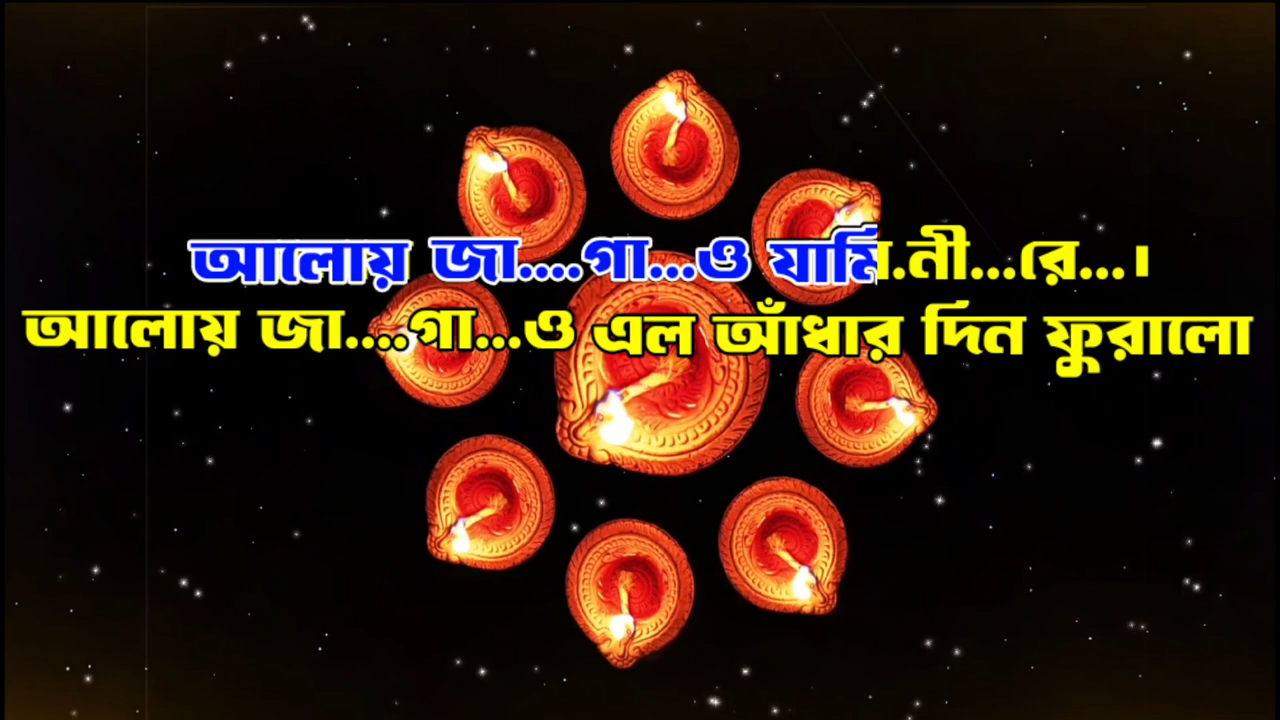 আলোয় জা....গা...ও যামি.নী...রে...।
আলোয় জা....গা...ও এল আঁধার দিন ফুরালো